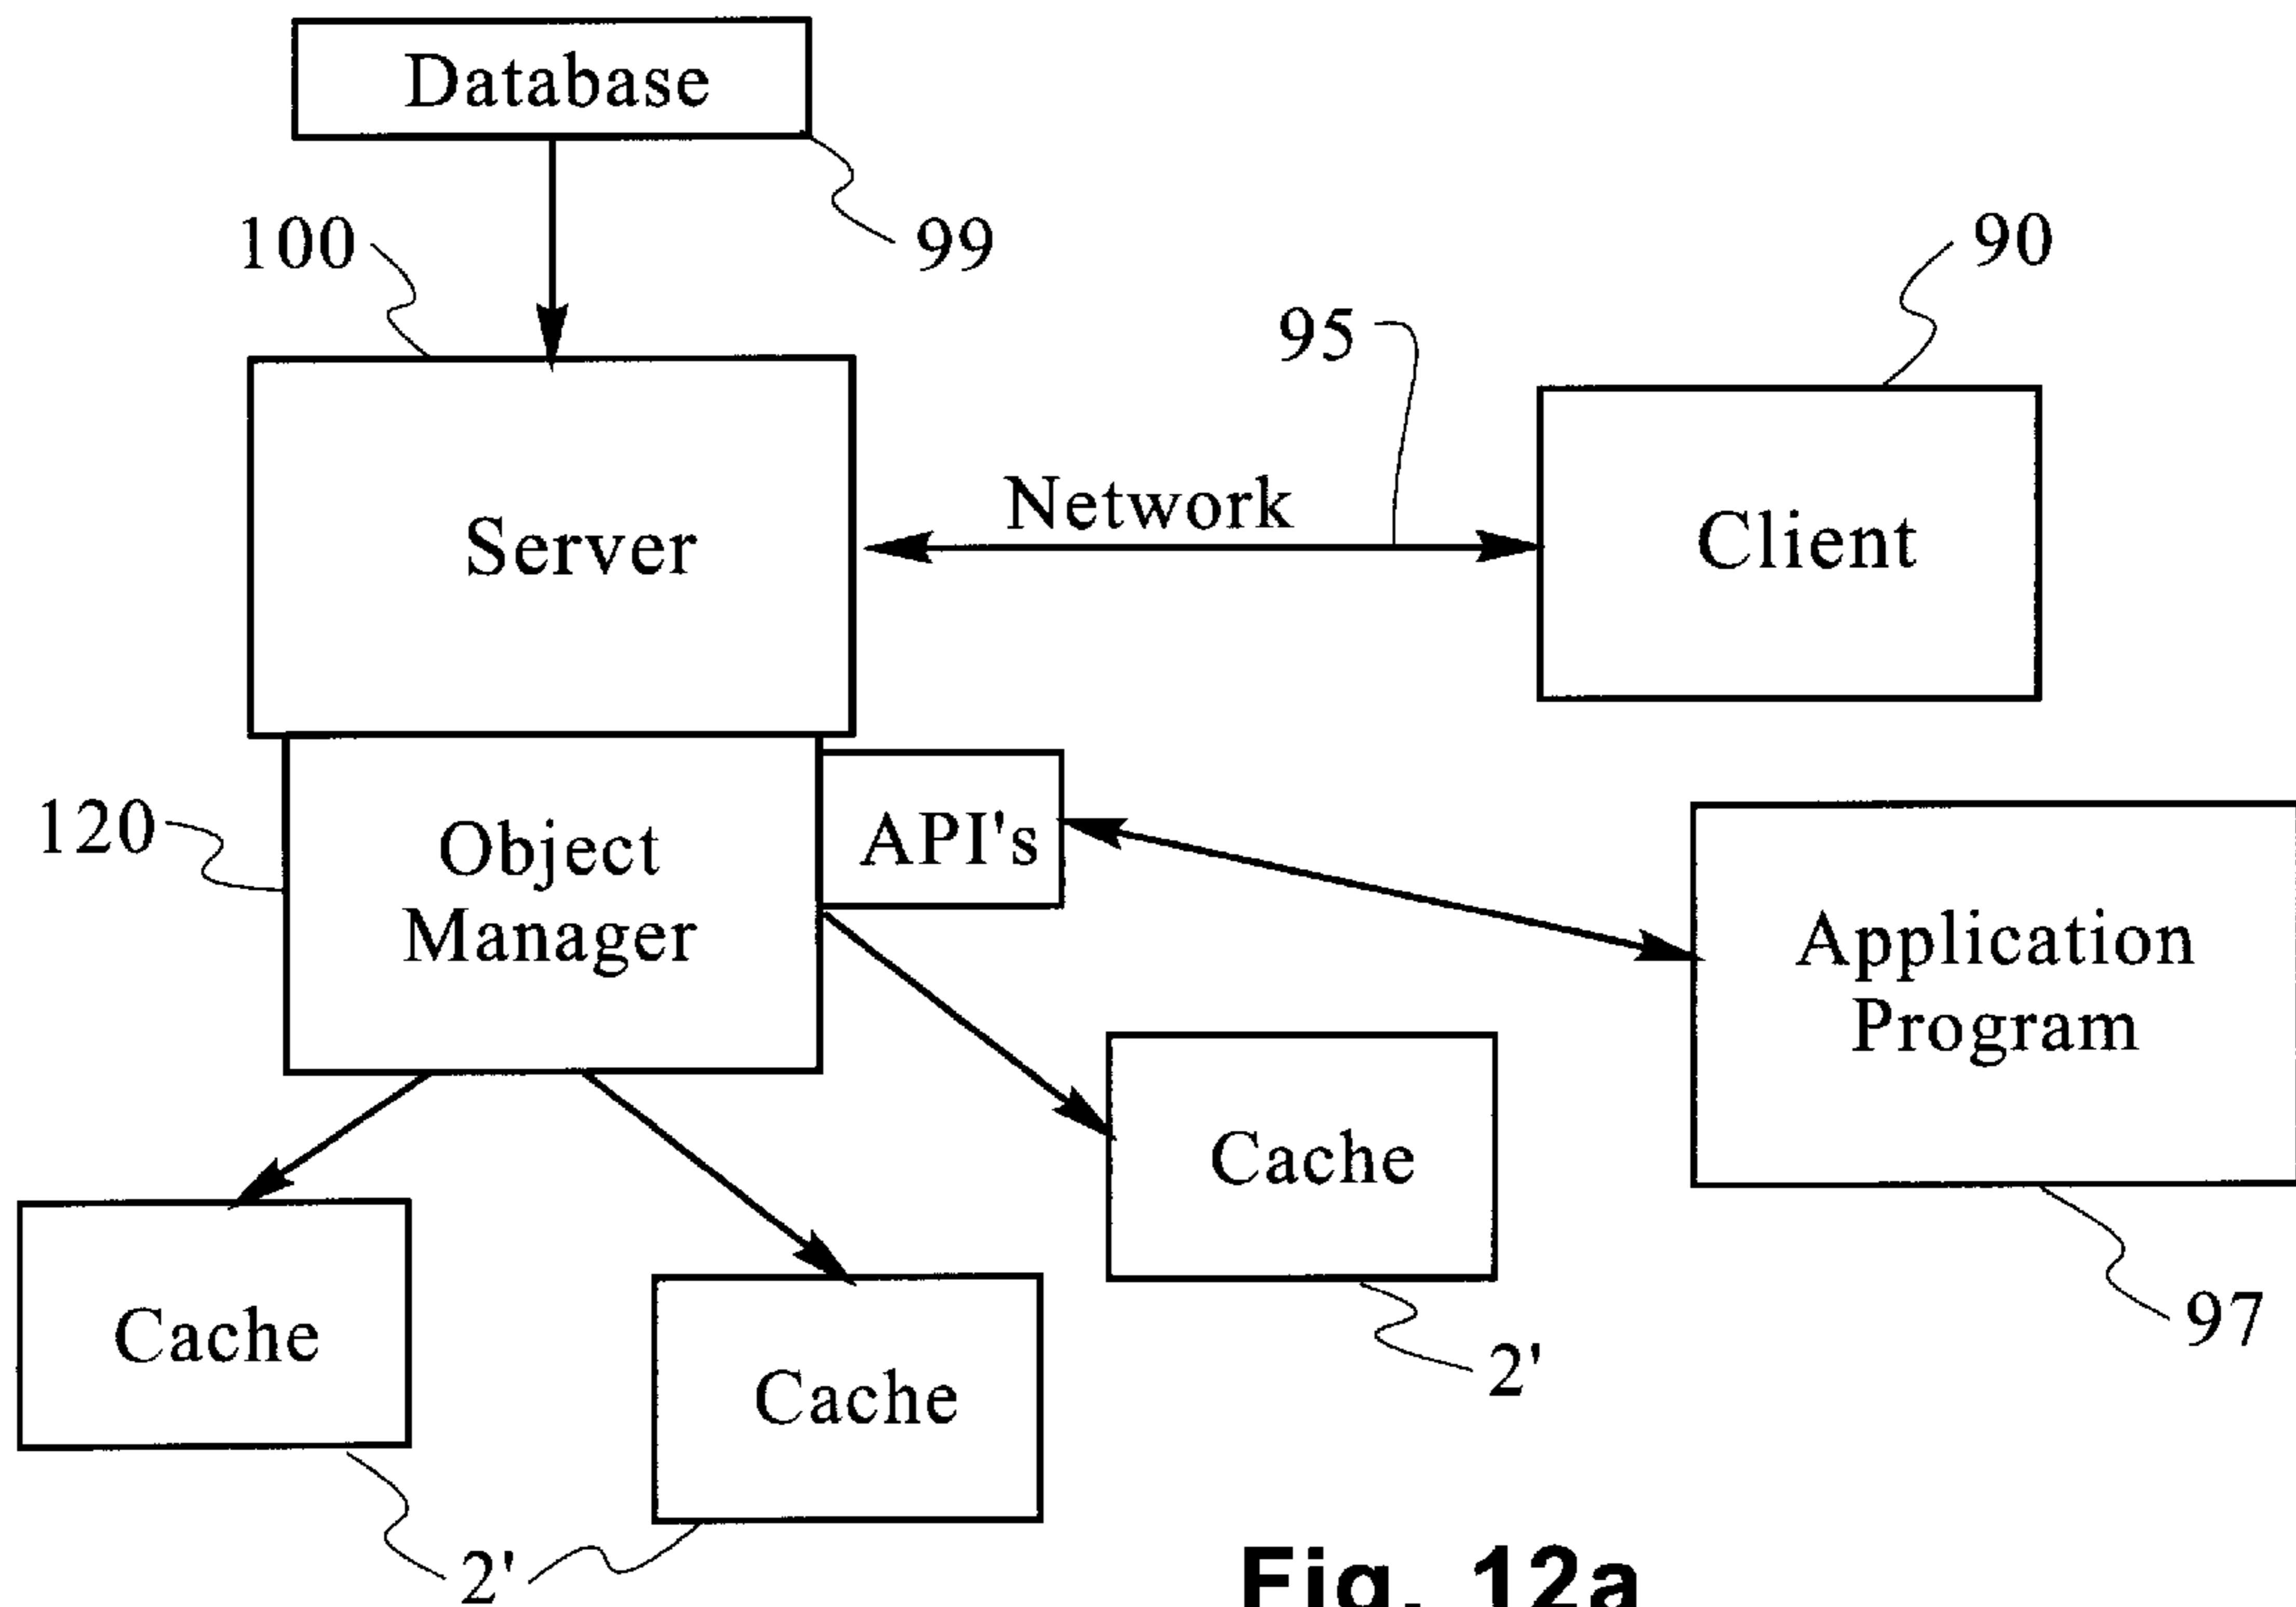 Database
99
100
90
95
Network
Server
Client
120
Object
Manager
API's
Application
Program
Cache
97
2'
Cache
Cache
2'
Fig. 12a